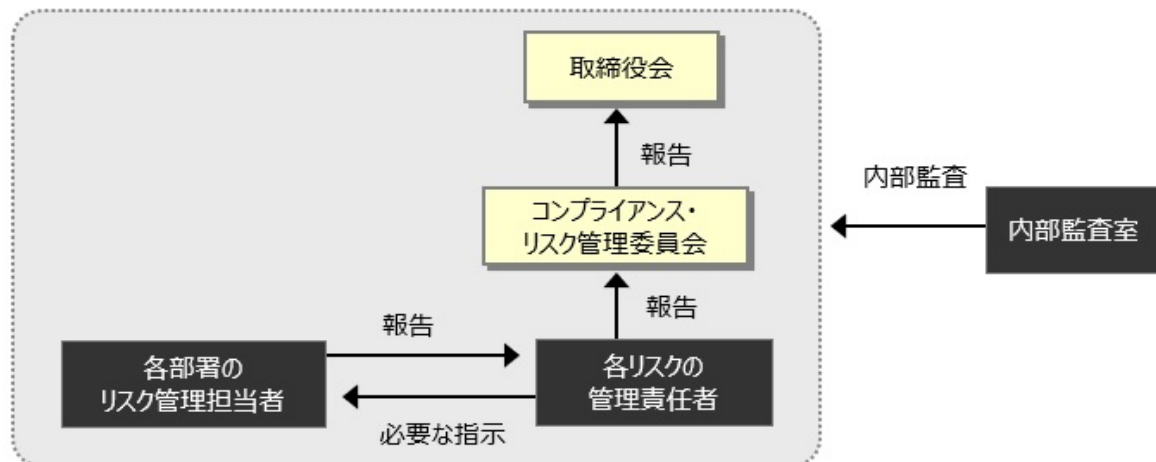 取締役会
報告
内部監査
コンプライアンス・
リスク管理委員会
内部監査室
報告
報告
各部署の
リスク管理担当者
各リスクの
管理責任者
必要な指示